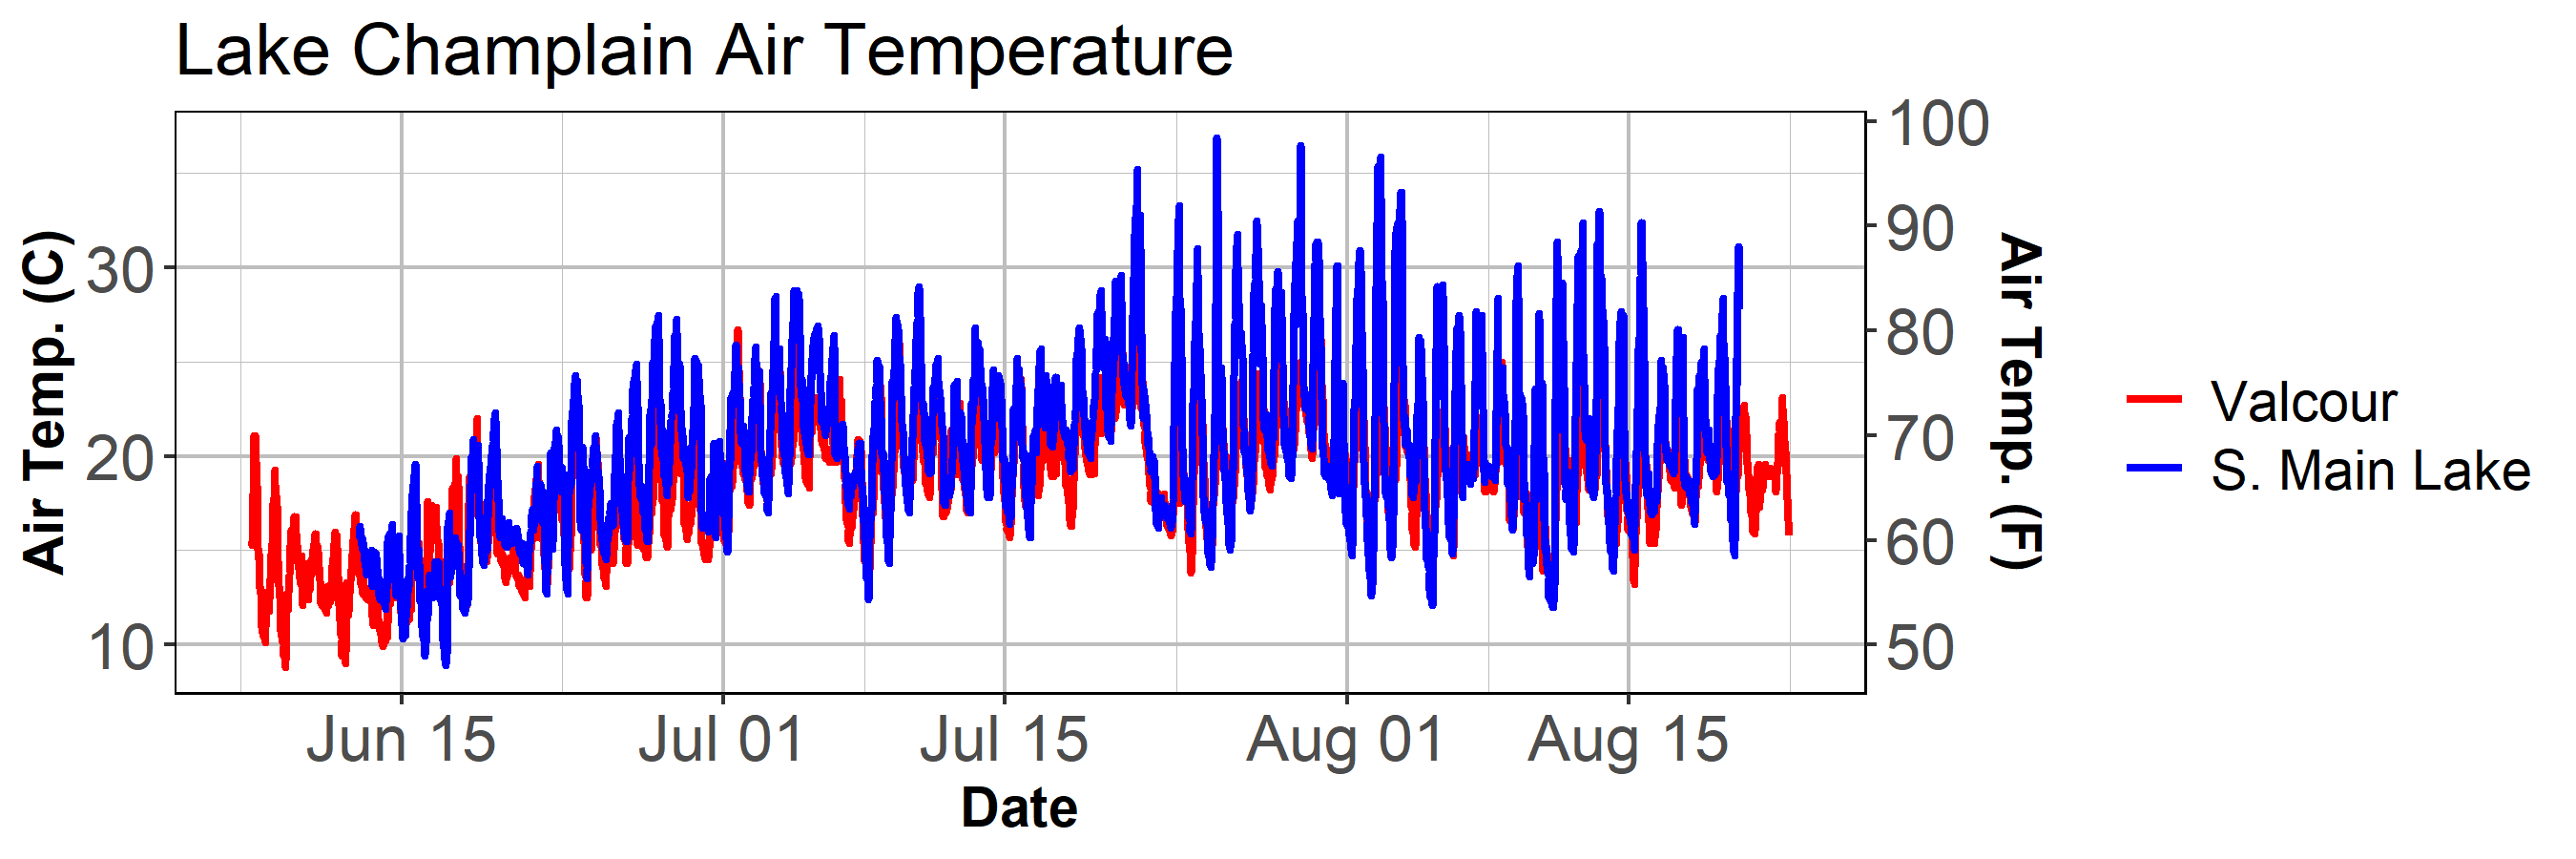 Lake Champlain Air Temperature
Air Temp. (C)
30
20
10
100
90
80
70
60
50
Air Temp. (F)
Jun 15
Jul 01
Jul 15
Aug 01
Aug 15
Date
Valcour
S. Main Lake